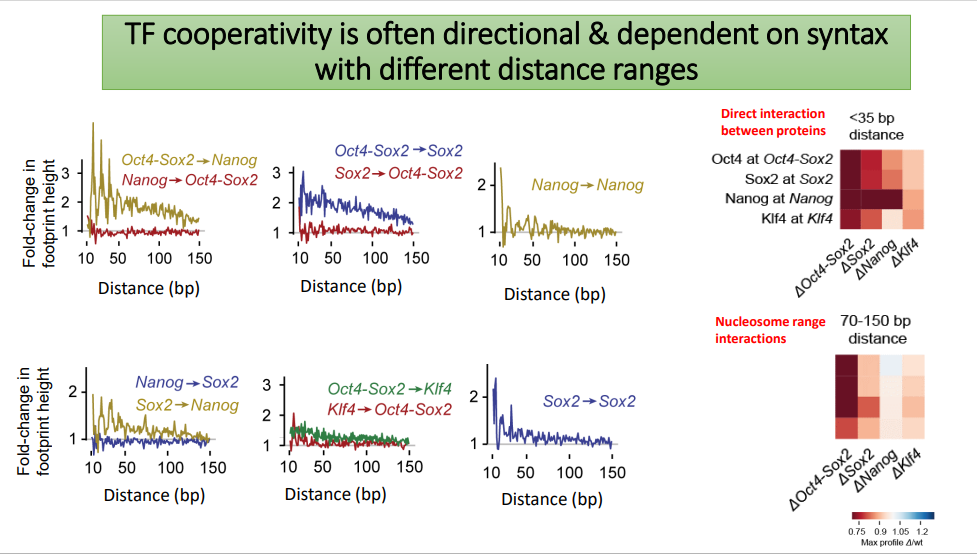 TF cooperativity is often directional & dependent on syntax
with different distance ranges
Fold-change in
footprint height
3
2
1
Oct4-Sox2→Nanog
Nanog→Oct4-Sox2
10 50 100 150
Distance (bp)
3
2
1
Oct4-Sox2→Sox2
Sox2→Oct4-Sox2
10 50 100 150
Distance (bp)
2
1
Nanog→Nanog
10 50 100 150
Distance (bp)
Direct interaction
between proteins
<35 bp
distance
Oct4 at Oct4-Sox2
Sox2 at Sox2
Nanog at Nanog
Klf4 at Klf4
ΔOct4-Sox2
ΔSox2
ΔNanog
ΔKlf4
Fold-change in
footprint height
2
1
Nanog→Sox2
Sox2→Nanog
10 50 100 150
Distance (bp)
3
2
1
Oct4-Sox2→Klf4
Klf4→Oct4-Sox2
10 50 100 150
Distance (bp)
2
1
Sox2→Sox2
10 50 100 150
Distance (bp)
Nucleosome range
interactions
70-150 bp
distance
ΔOct4-Sox2
ΔSox2
ΔNanog
ΔKlf4
0.75 0.9 1.05 1.2
Max profile Δ/wt